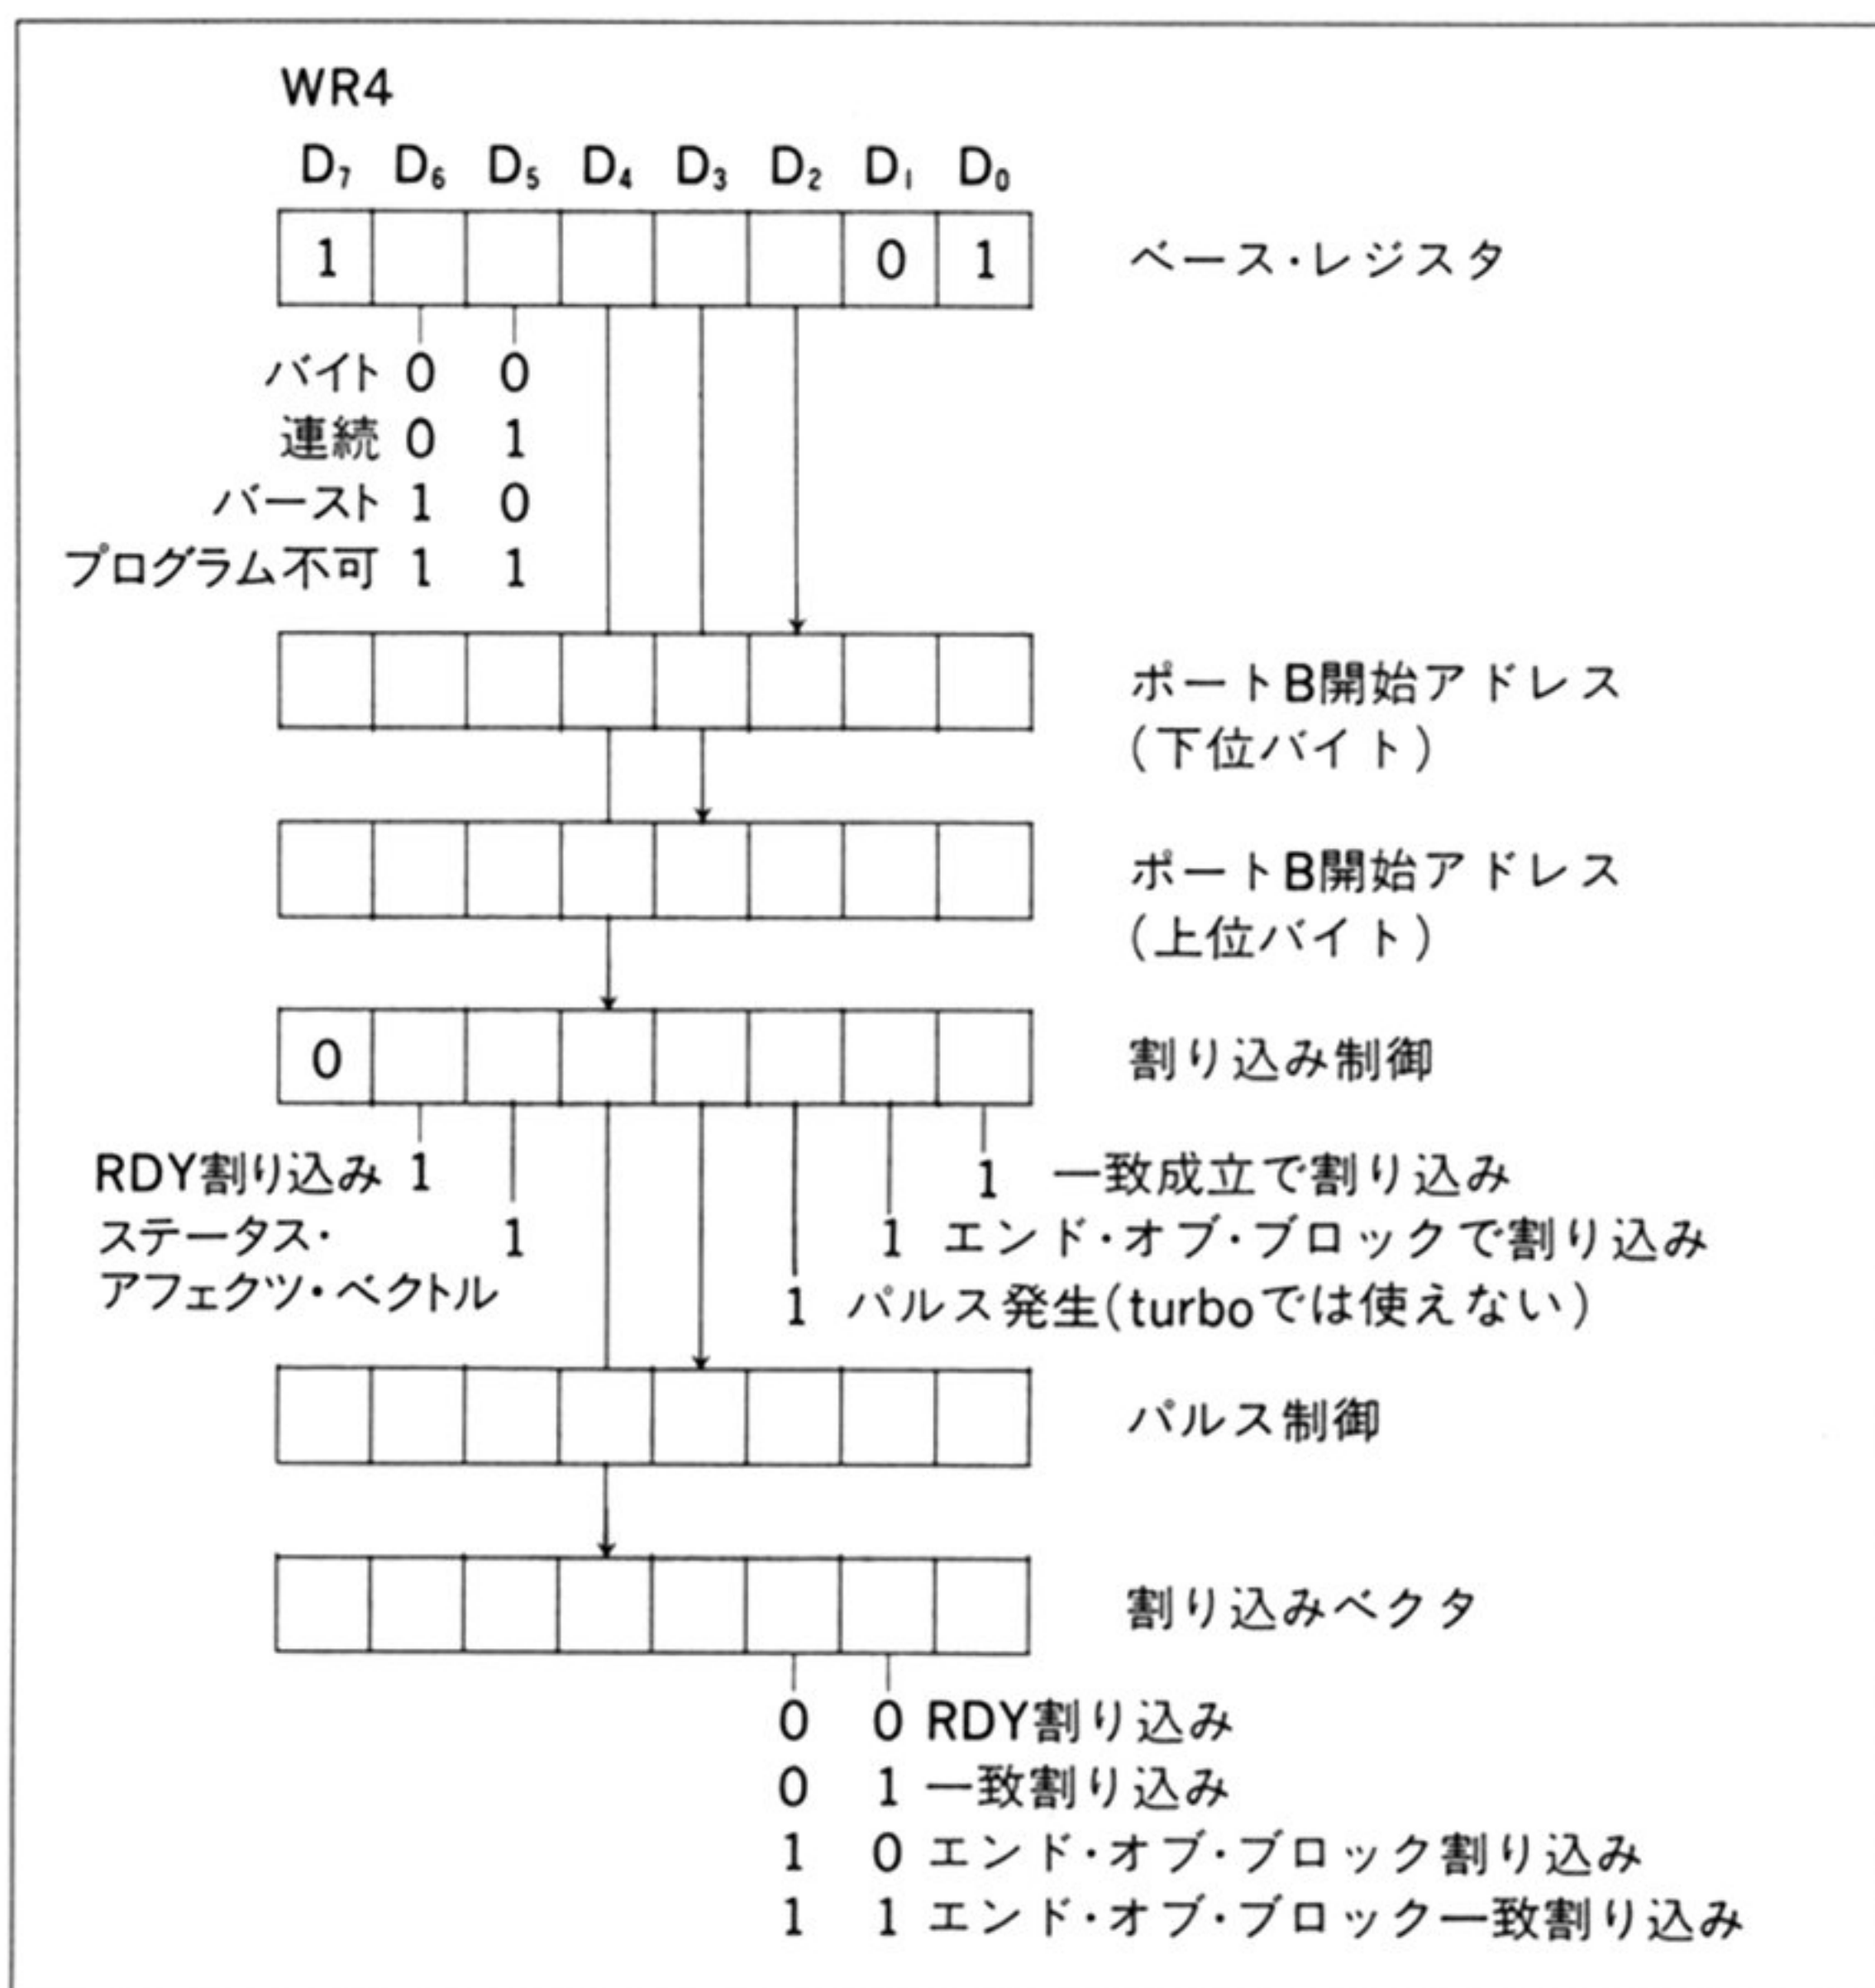 WR4
D₇ D₆ D₅ D₄ D₃ D₂ D₁ D₀
1 0 1 ベース・レジスタ
バイト 0 0
連続 0 1
バースト 1 0
プログラム不可 1 1
ポートB開始アドレス
(下位バイト)
ポートB開始アドレス
(上位バイト)
0 割り込み制御
RDY割り込み 1 1 一致成立で割り込み
ステータス・ 1 1 エンド・オブ・ブロックで割り込み
アフェクツ・ベクトル 1 パルス発生(turboでは使えない)
パルス制御
割り込みベクタ
0 0 RDY割り込み
0 1 一致割り込み
1 0 エンド・オブ・ブロック割り込み
1 1 エンド・オブ・ブロック一致割り込み